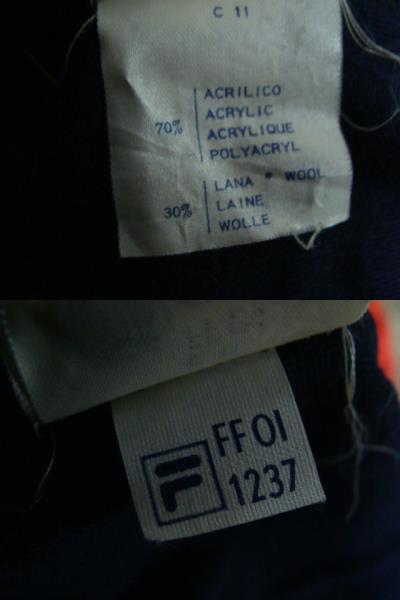 C 11
70%
ACRILICO
ACRYLIC
ACRYLIQUE
POLYACRYL
30%
LANA • WOOL
LAINE
WOLLE
F FF 01
1237